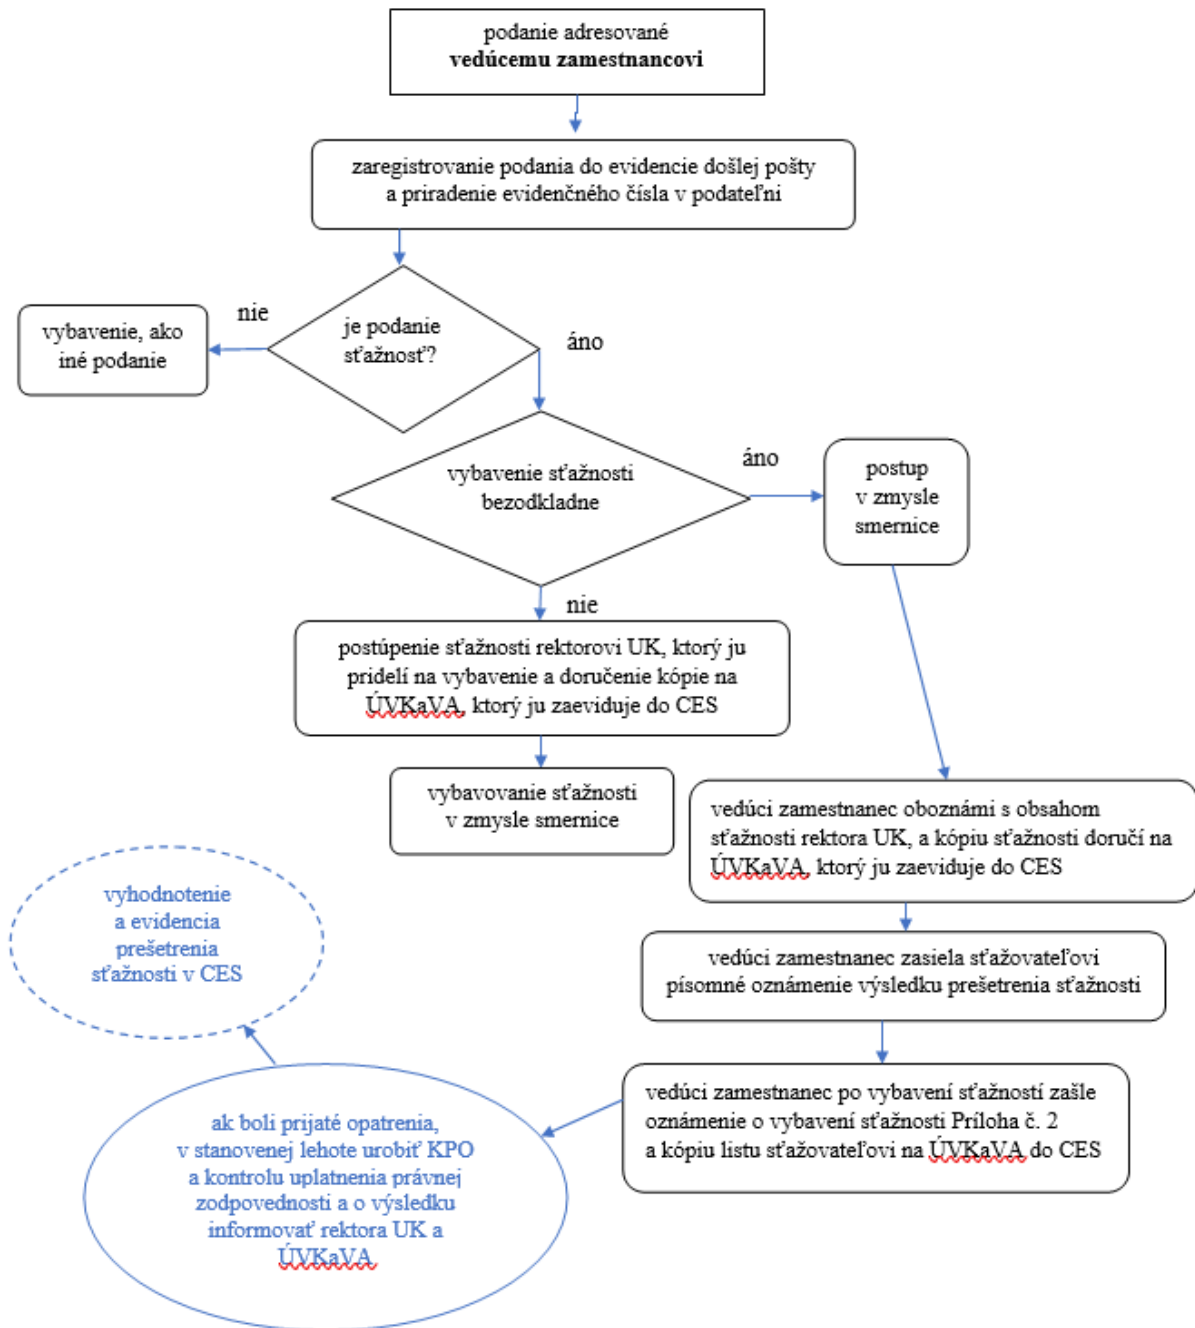 podanie adresované
vedúcemu zamestnancovi
zaregistrovanie podania do evidencie došlej pošty
a priradenie evidenčného čísla v podateľni
nie
vybavenie, ako
iné podanie
je podanie
sťažnosť?
áno
vybavenie sťažnosti
bezodkladne
áno
postup
v zmysle
smernice
nie
postúpenie sťažnosti rektorovi UK, ktorý ju
pridelí na vybavenie a doručenie kópie na
ÚVKaVA, ktorý ju zaeviduje do CES
vybavovanie sťažnosti
v zmysle smernice
vedúci zamestnanec oboznámi s obsahom
sťažnosti rektora UK, a kópiu sťažnosti doručí na
ÚVKaVA, ktorý ju zaeviduje do CES
vedúci zamestnanec zasiela sťažovateľovi
písomné oznámenie výsledku prešetrenia sťažnosti
vedúci zamestnanec po vybavení sťažností zašle
oznámenie o vybavení sťažnosti Príloha č. 2
a kópiu listu sťažovateľovi na ÚVKaVA do CES
ak boli prijaté opatrenia,
v stanovenej lehote urobiť KPO
a kontrolu uplatnenia právnej
zodpovednosti a o výsledku
informovať rektora UK a
ÚVKaVA
vyhodnotenie
a evidencia
prešetrenia
sťažnosti v CES